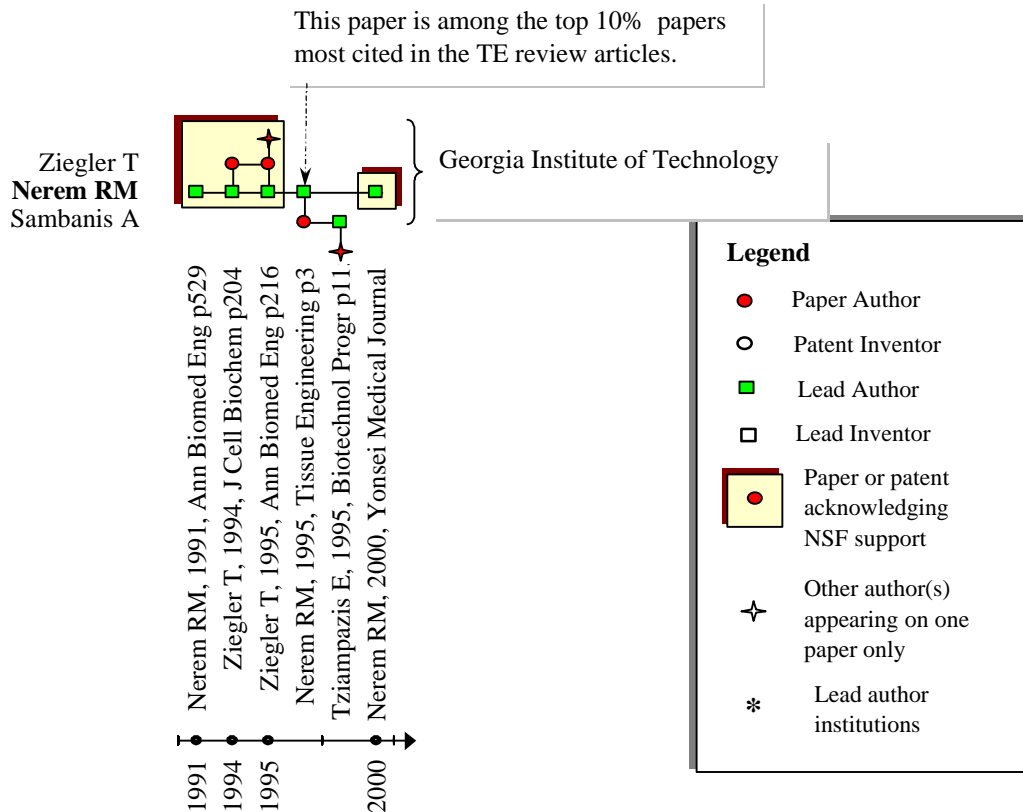 This paper is among the top 10% papers
most cited in the TE review articles.
Ziegler T
Nerem RM
Sambanis A
Georgia Institute of Technology
Nerem RM, 1991, Ann Biomed Eng p529
Ziegler T, 1994, J Cell Biochem p204
Ziegler T, 1995, Ann Biomed Eng p216
Nerem RM, 1995, Tissue Engineering p3
Tziampazis E, 1995, Biotechnol Progr p11
Nerem RM, 2000, Yonsei Medical Journal
1991
1994
1995
2000
Legend
Paper Author
Patent Inventor
Lead Author
Lead Inventor
Paper or patent
acknowledging
NSF support
Other author(s)
appearing on one
paper only
* Lead author
institutions